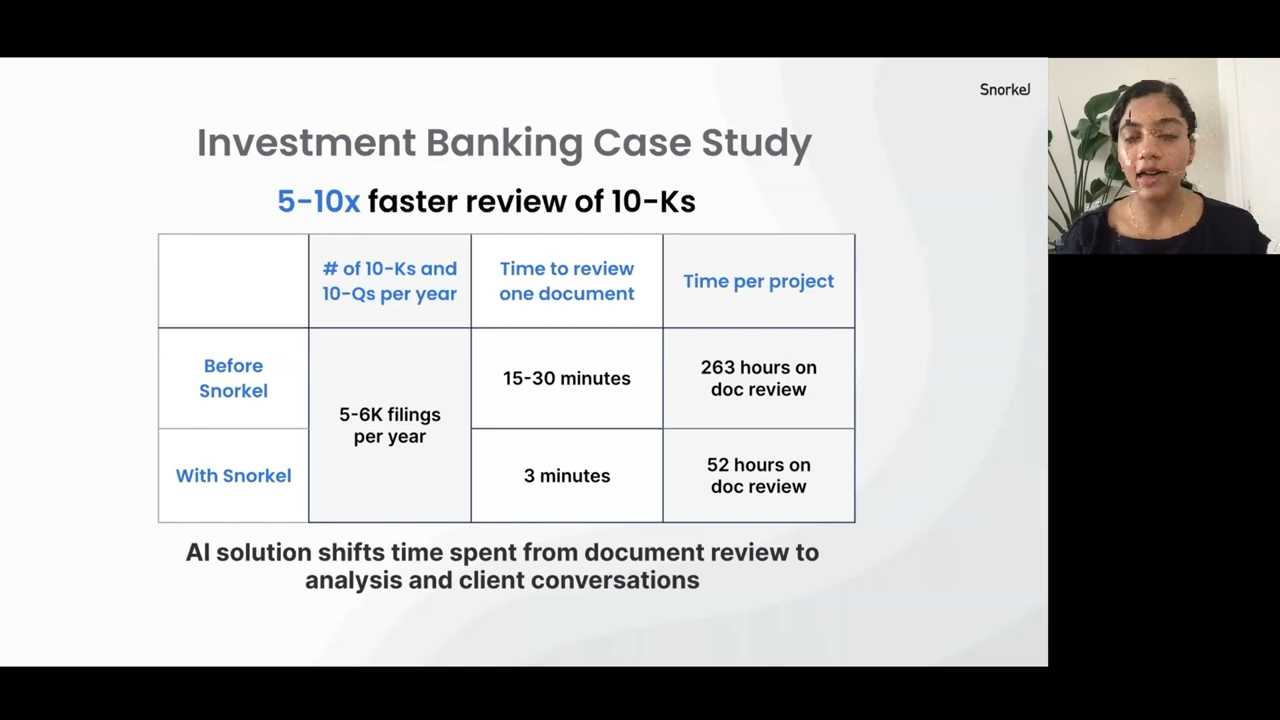 Snorkel
Investment Banking Case Study
5-10x faster review of 10-Ks
# of 10-Ks and
10-Qs per year
Time to review
one document
Time per project
Before
Snorkel
5-6K filings
per year
15-30 minutes
263 hours on
doc review
With Snorkel
3 minutes
52 hours on
doc review
AI solution shifts time spent from document review to
analysis and client conversations